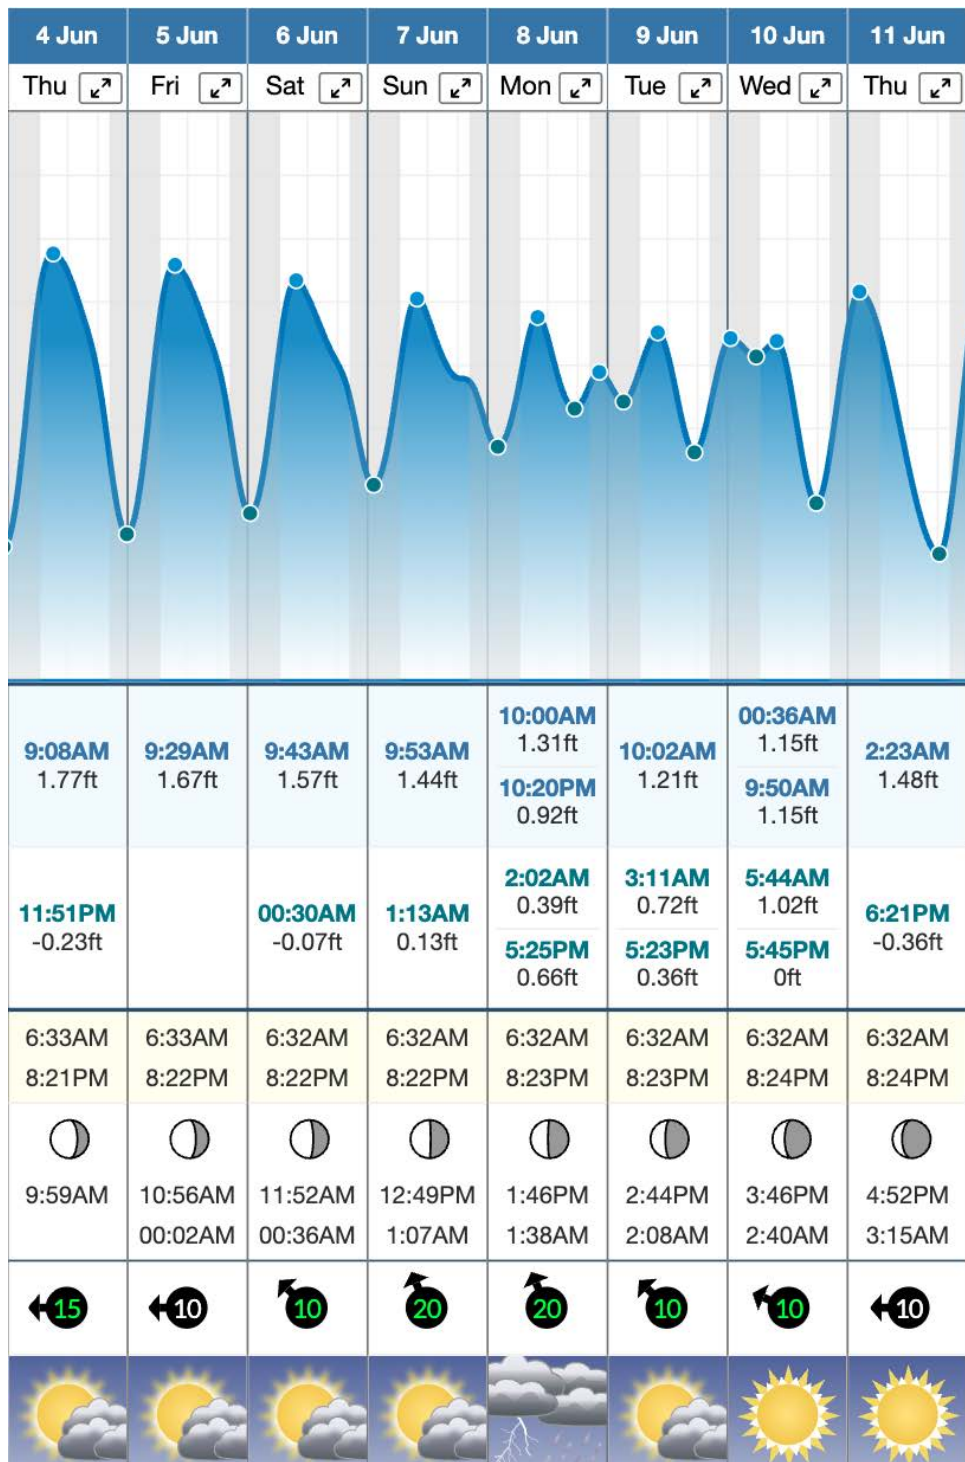 4 Jun 5 Jun 6 Jun 7 Jun 8 Jun 9 Jun 10 Jun 11 Jun
Thu Fri Sat Sun Mon Tue Wed Thu
10:00AM 00:36AM
1.31ft 1.15ft
9:08AM 9:29AM 9:43AM 9:53AM 10:02AM 2:23AM
1.77ft 1.67ft 1.57ft 1.44ft 1.21ft 1.48ft
10:20PM 9:50AM
0.92ft 1.15ft
2:02AM 3:11AM 5:44AM
0.39ft 0.72ft 1.02ft
11:51PM 00:30AM 1:13AM 6:21PM
-0.23ft -0.07ft 0.13ft -0.36ft
5:25PM 5:23PM 5:45PM
0.66ft 0.36ft 0ft
6:33AM 6:33AM 6:32AM 6:32AM 6:32AM 6:32AM 6:32AM 6:32AM
8:21PM 8:22PM 8:22PM 8:22PM 8:23PM 8:23PM 8:24PM 8:24PM
9:59AM 10:56AM 11:52AM 12:49PM 1:46PM 2:44PM 3:46PM 4:52PM
00:02AM 00:36AM 1:07AM 1:38AM 2:08AM 2:40AM 3:15AM
15 10 10 20 20 10 10 10